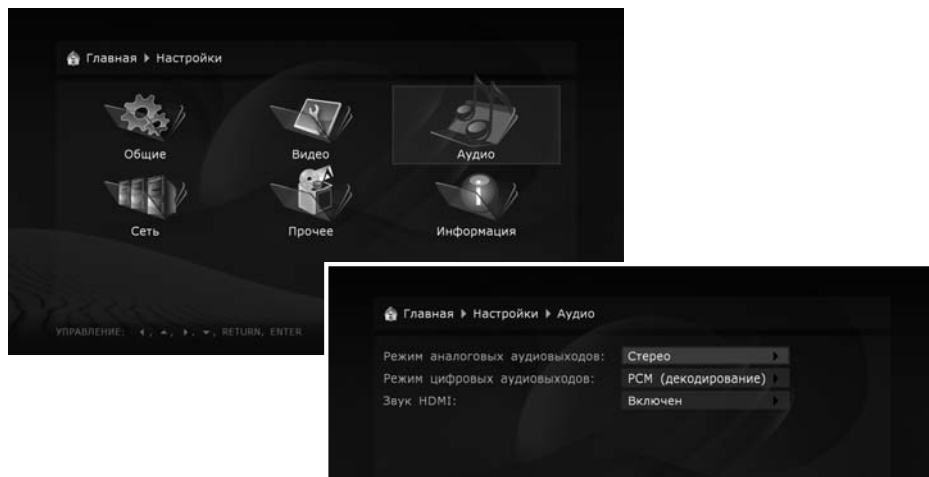 Главная ▸ Настройки
Общие Видео Аудио
Сеть Прочее Информация
УПРАВЛЕНИЕ: ◂, ▴, ▸, ▾, RETURN, ENTER
Главная ▸ Настройки ▸ Аудио
Режим аналоговых аудиовыходов: Стерео
Режим цифровых аудиовыходов: PCM (декодирование)
Звук HDMI: Включен